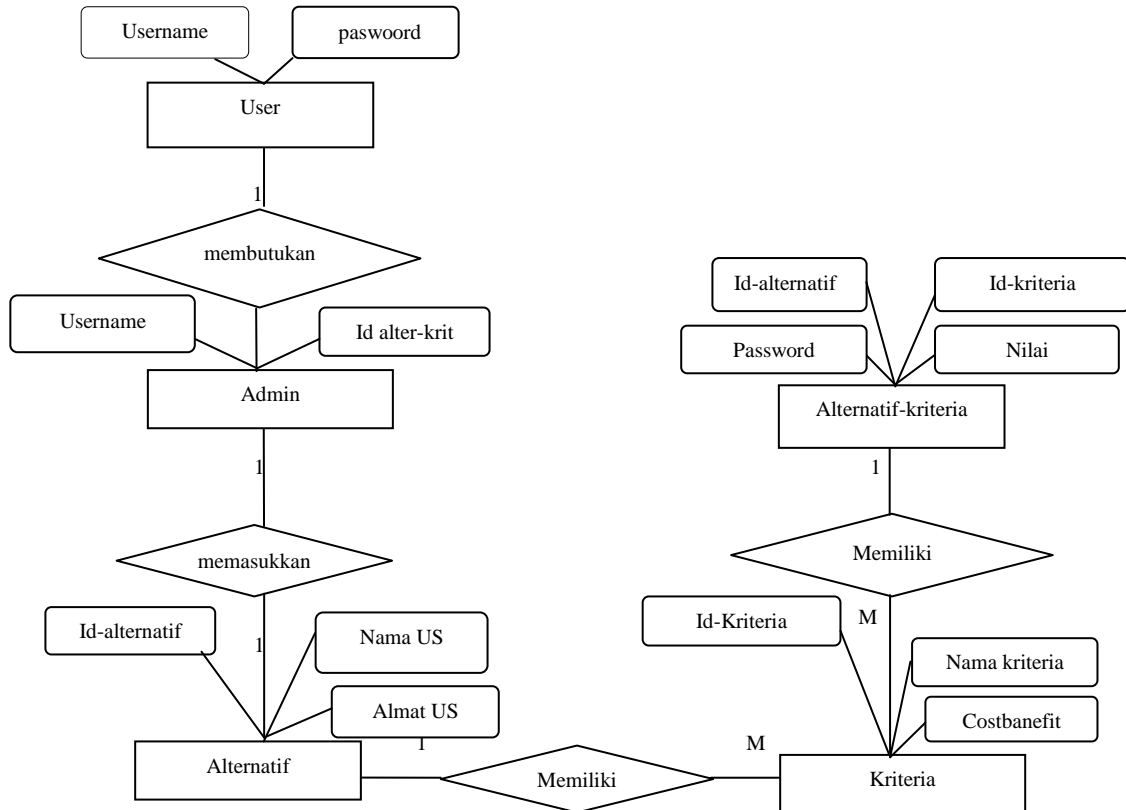 Username
paswoord
User
1
membutukan
Username
Id alter-krit
Admin
1
memasukkan
Id-alternatif
1
Nama US
Almat US
Alternatif
1
Memiliki
M
Id-alternatif
Id-kriteria
Password
Nilai
Alternatif-kriteria
1
Memiliki
M
Id-Kriteria
Nama kriteria
Costbanefit
Kriteria